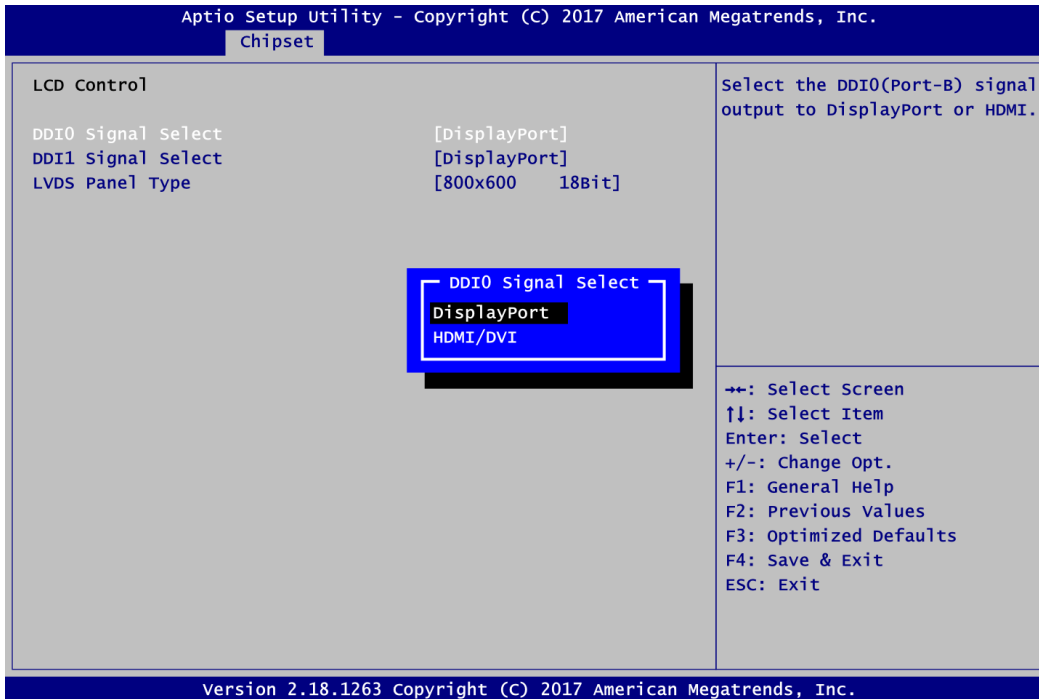 Aptio Setup Utility - Copyright (C) 2017 American Megatrends, Inc.
Chipset
LCD Control
DDI0 Signal Select [DisplayPort]
DDI1 Signal Select [DisplayPort]
LVDS Panel Type [800x600 18Bit]
DDI0 Signal Select
DisplayPort
HDMI/DVI
Select the DDI0(Port-B) signal
output to DisplayPort or HDMI.
→←: Select Screen
↑↓: Select Item
Enter: Select
+/-: Change Opt.
F1: General Help
F2: Previous Values
F3: Optimized Defaults
F4: Save & Exit
ESC: Exit
Version 2.18.1263 Copyright (C) 2017 American Megatrends, Inc.